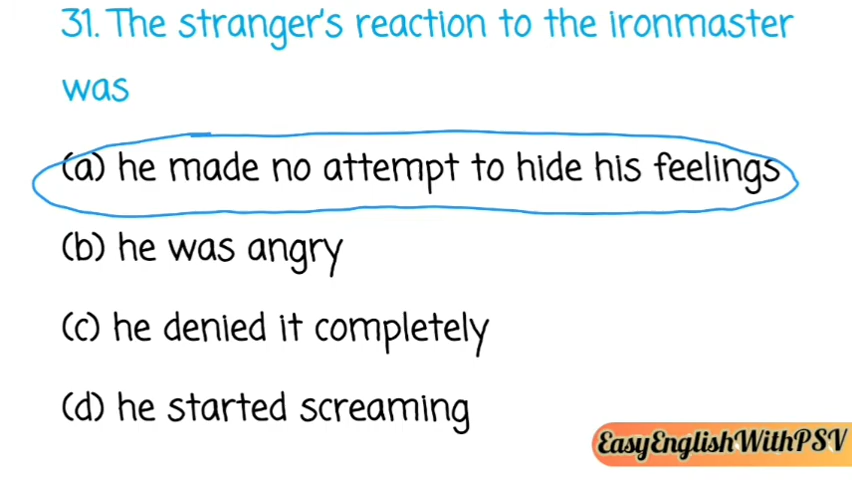 31. The stranger's reaction to the ironmaster
was
(a) he made no attempt to hide his feelings
(b) he was angry
(c) he denied it completely
(d) he started screaming
EasyEnglishWithPSV